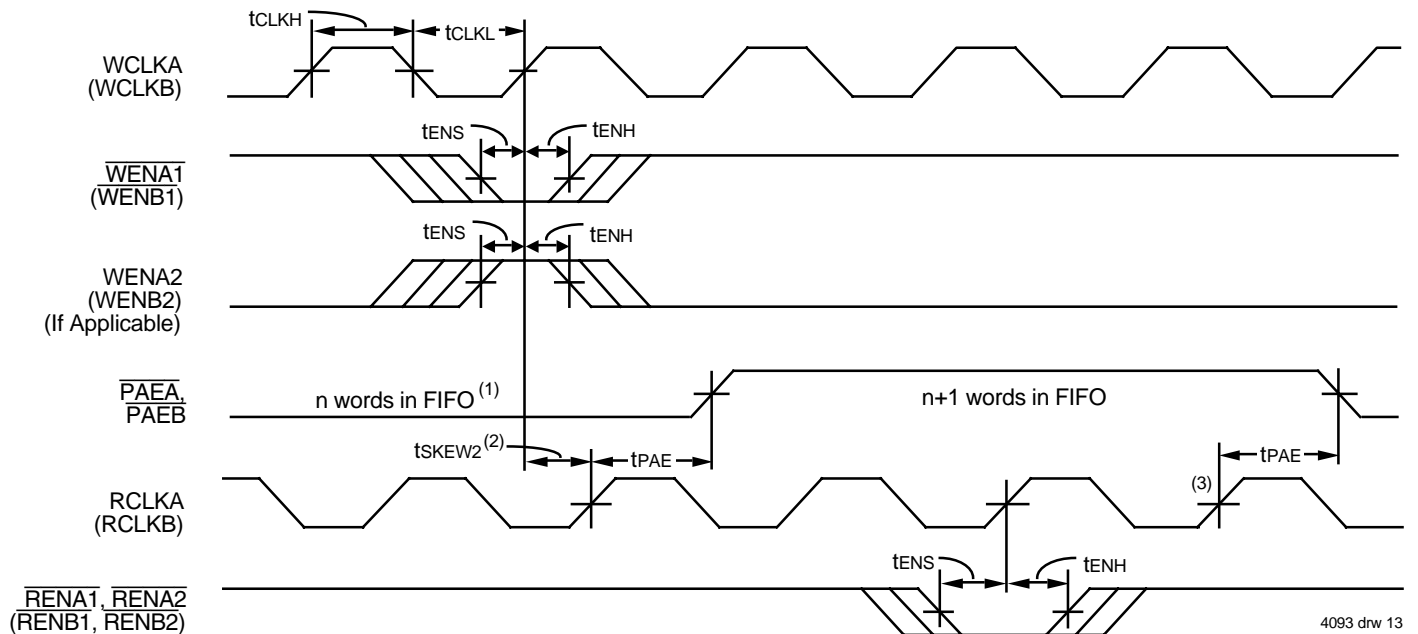 tCLKH
tCLKL
WCLKA
(WCLKB)
tENS
tENH
WENA1
(WENB1)
tENS
tENH
WENA2
(WENB2)
(If Applicable)
PAEA,
PAEB
n words in FIFO (1)
n+1 words in FIFO
tSKEW2 (2)
tPAE
tPAE
RCLKA
(RCLKB)
(3)
tENS
tENH
RENA1, RENA2
(RENB1, RENB2)
4093 drw 13